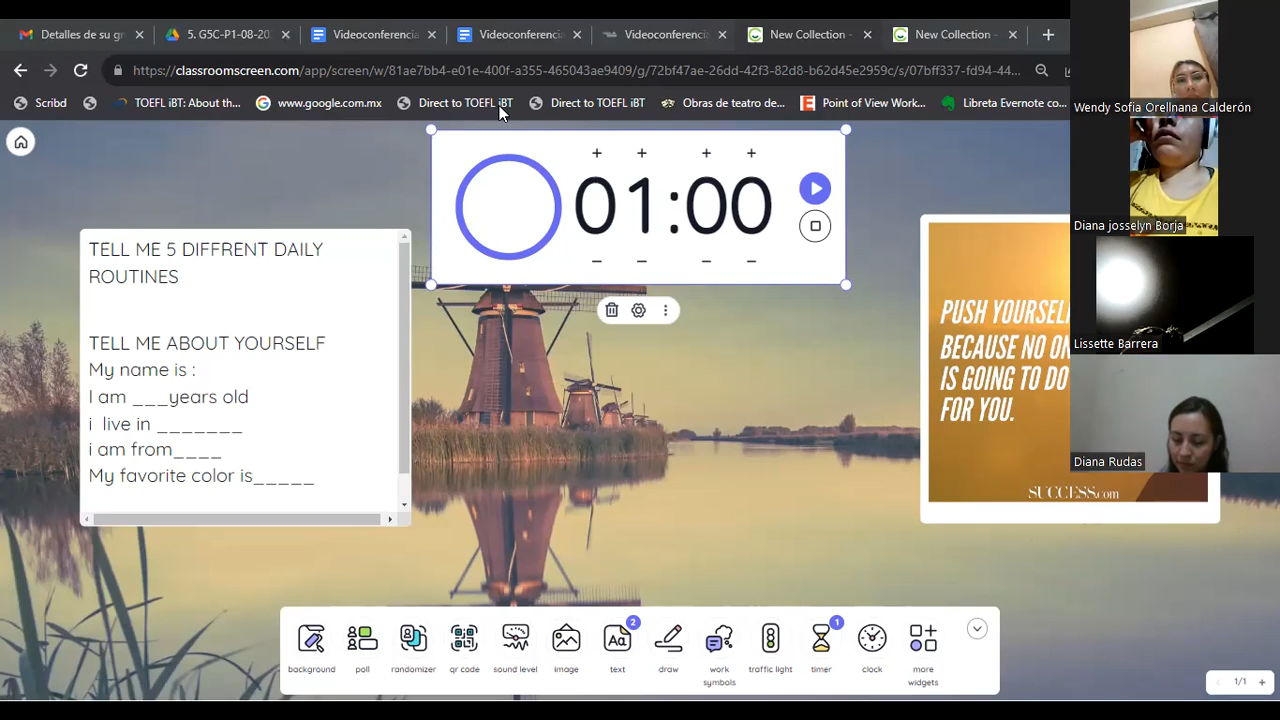 Detalles de su gr
5. G5C-P1-08-20
Videoconferencia
Videoconferencia
Videoconferencia
New Collection -
New Collection -
https://classroomscreen.com/app/screen/w/81ae7bb4-e01e-400f-a355-465043ae9409/g/72bf47ae-26dd-42f3-82d8-b62d45e2959c/s/07bff337-fd94-44...
Scribd
TOEFL iBT: About th...
www.google.com.mx
Direct to TOEFL iBT
Direct to TOEFL iBT
Obras de teatro de...
Point of View Work...
Libreta Evernote co...
Wendy Sofia Orellnana Calderón
Diana josselyn Borja
Lissette Barrera
Diana Rudas
+ + + +
01:00
− − − −
TELL ME 5 DIFFRENT DAILY
ROUTINES
TELL ME ABOUT YOURSELF
My name is :
I am ___years old
i live in _______
i am from____
My favorite color is_____
PUSH YOURSEL
BECAUSE NO ON
IS GOING TO DO
FOR YOU.
SUCCESS.com
background
poll
randomizer
qr code
sound level
image
Aa
2
text
draw
work
symbols
traffic light
1
timer
clock
more
widgets
1/1 +